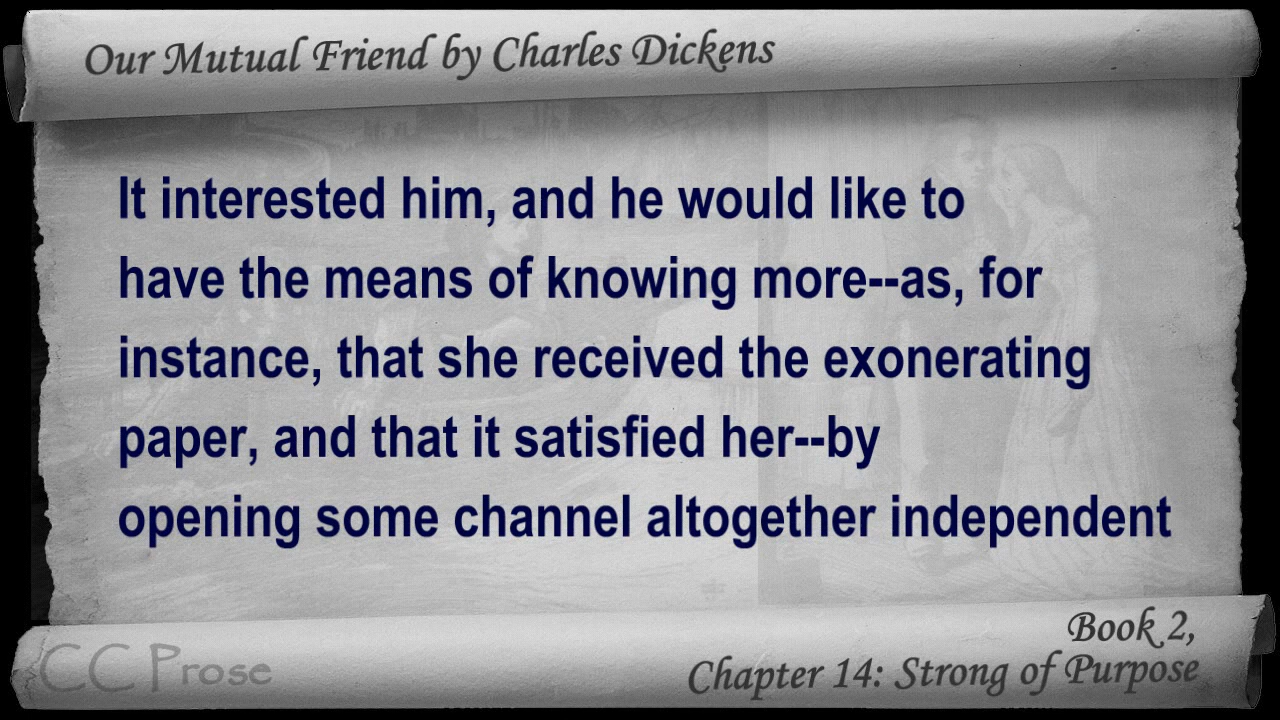 Our Mutual Friend by Charles Dickens
It interested him, and he would like to
have the means of knowing more--as, for
instance, that she received the exonerating
paper, and that it satisfied her--by
opening some channel altogether independent
Book 2,
CC Prose
Chapter 14: Strong of Purpose